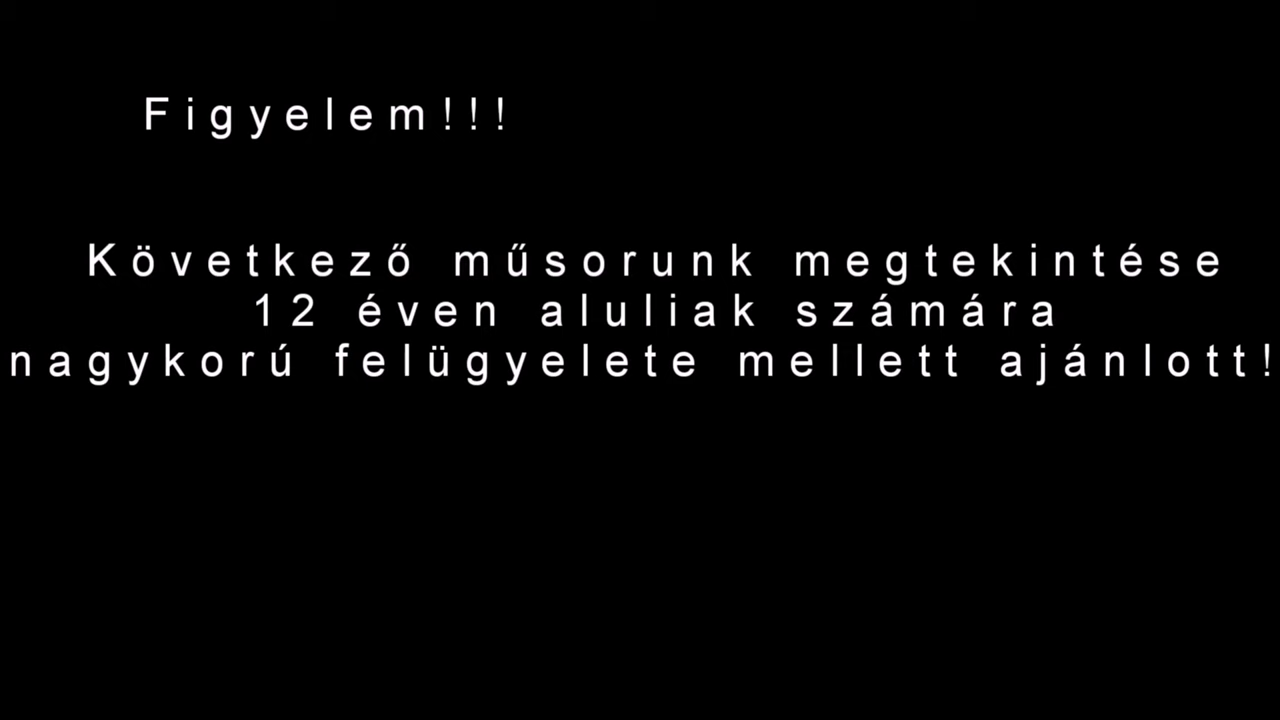 Figyelem!!!
Következő műsorunk megtekintése
12 éven aluliak számára
nagykorú felügyelete mellett ajánlott!